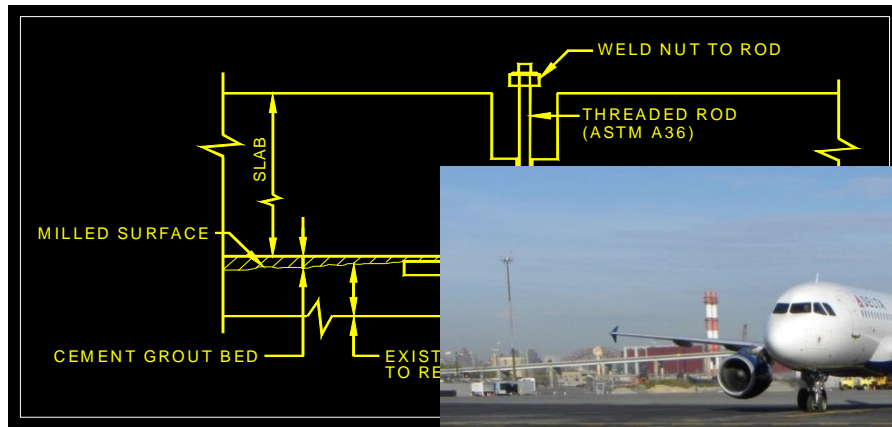 WELD NUT TO ROD
THREADED ROD
(ASTM A36)
SLAB
MILLED SURFACE
CEMENT GROUT BED
EXIST
TO RE
DELTA